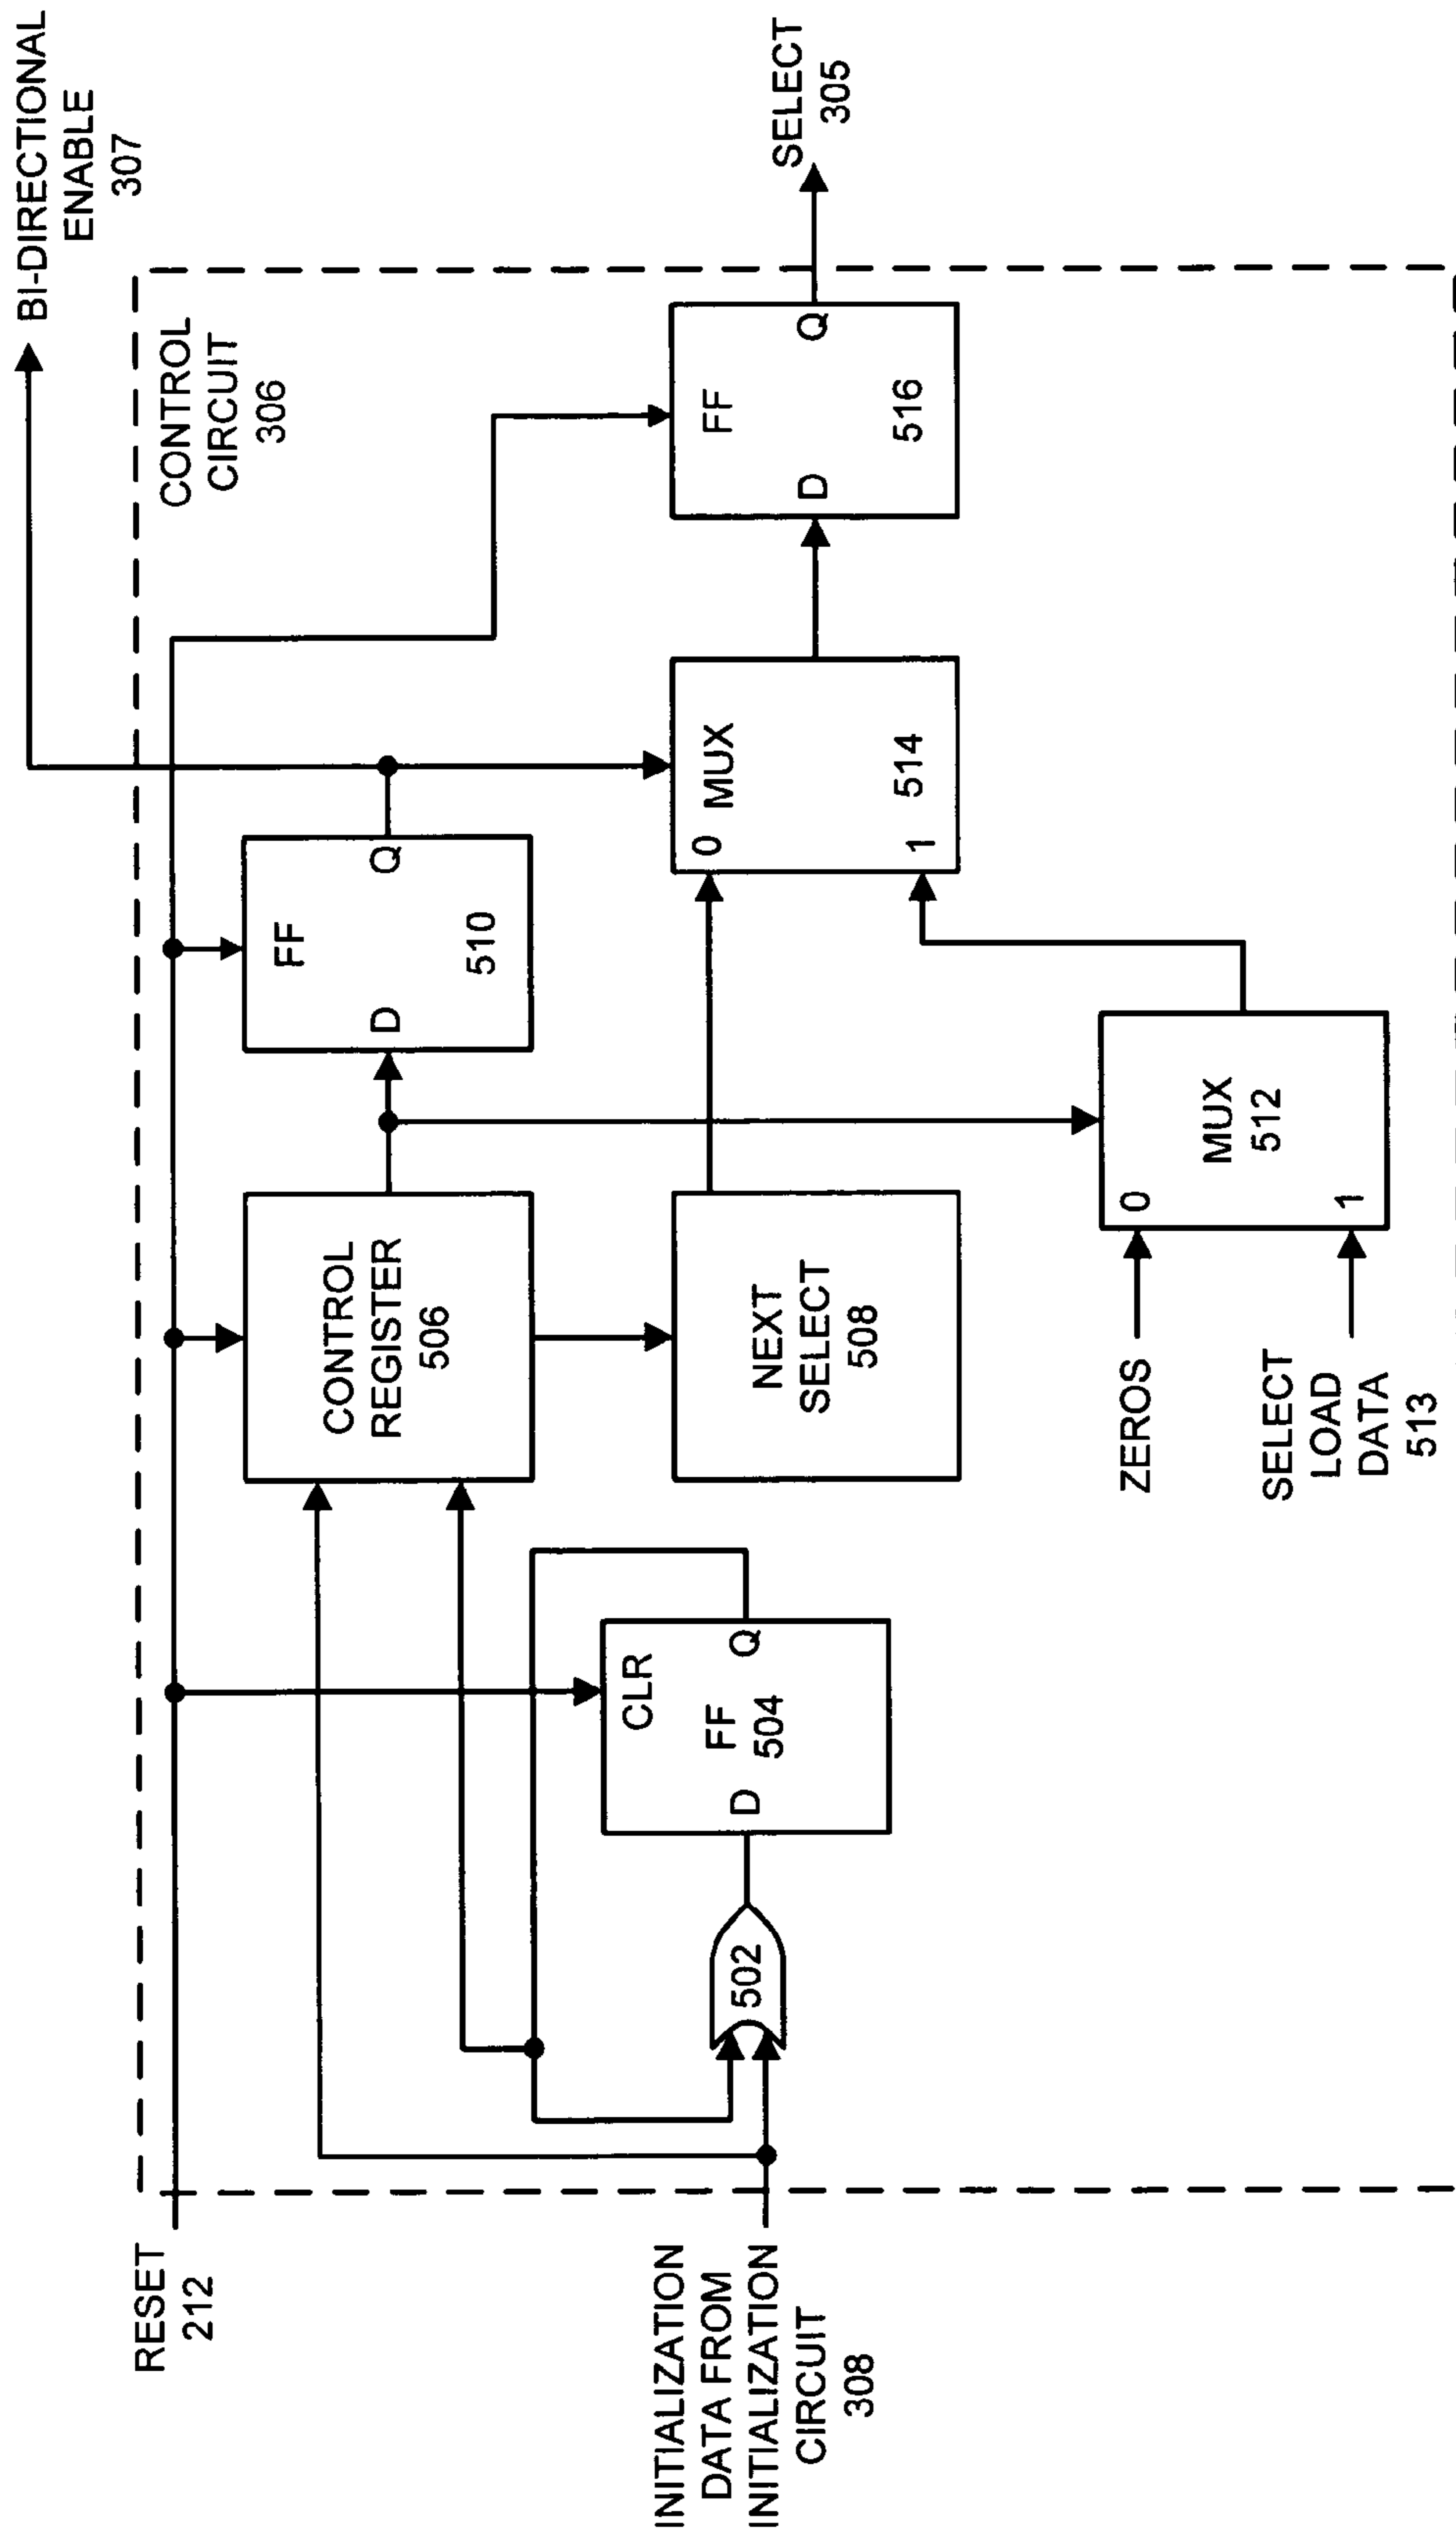 BI-DIRECTIONAL
ENABLE
307
CONTROL
CIRCUIT
306
RESET
212
CONTROL
REGISTER
506
FF
D
Q
510
INITIALIZATION
DATA FROM
INITIALIZATION
CIRCUIT
308
502
CLR
D
FF
504
Q
NEXT
SELECT
508
0
MUX
1
514
FF
D
Q
516
SELECT
305
ZEROS
SELECT
LOAD
DATA
513
0
1
MUX
512